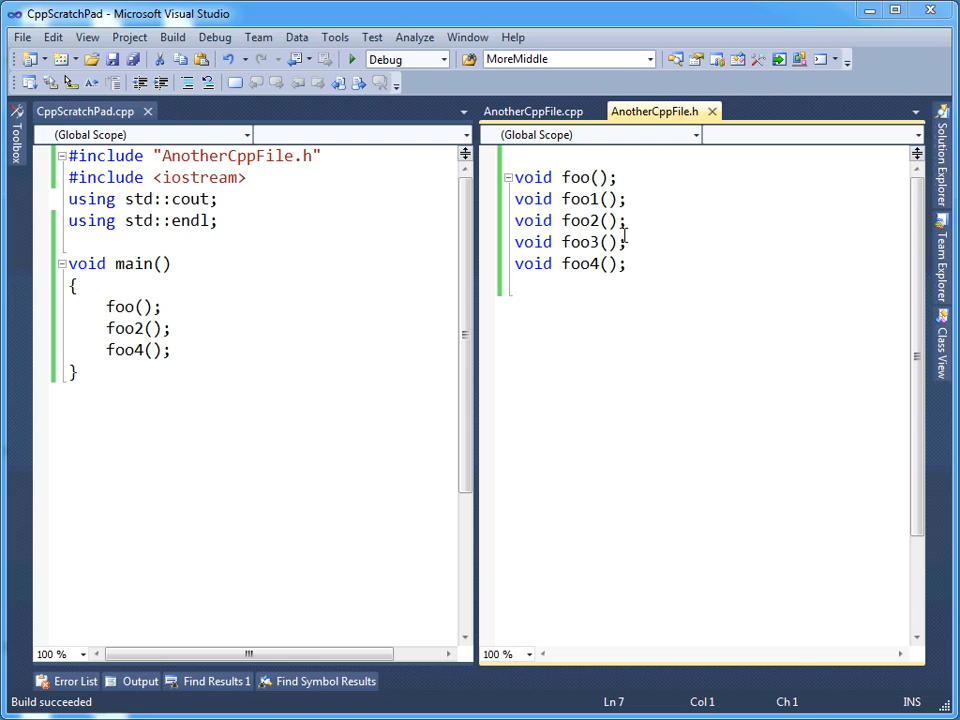 CppScratchPad - Microsoft Visual Studio
File Edit View Project Build Debug Team Data Tools Test Analyze Window Help
Debug MoreMiddle
CppScratchPad.cpp
AnotherCppFile.cpp AnotherCppFile.h
(Global Scope)
(Global Scope)
#include "AnotherCppFile.h"
#include <iostream>
using std::cout;
using std::endl;
void main()
{
foo();
foo2();
foo4();
}
void foo();
void foo1();
void foo2();
void foo3();
void foo4();
Toolbox
Solution Explorer
Team Explorer
Class View
100 %
100 %
Error List Output Find Results 1 Find Symbol Results
Build succeeded Ln 7 Col 1 Ch 1 INS